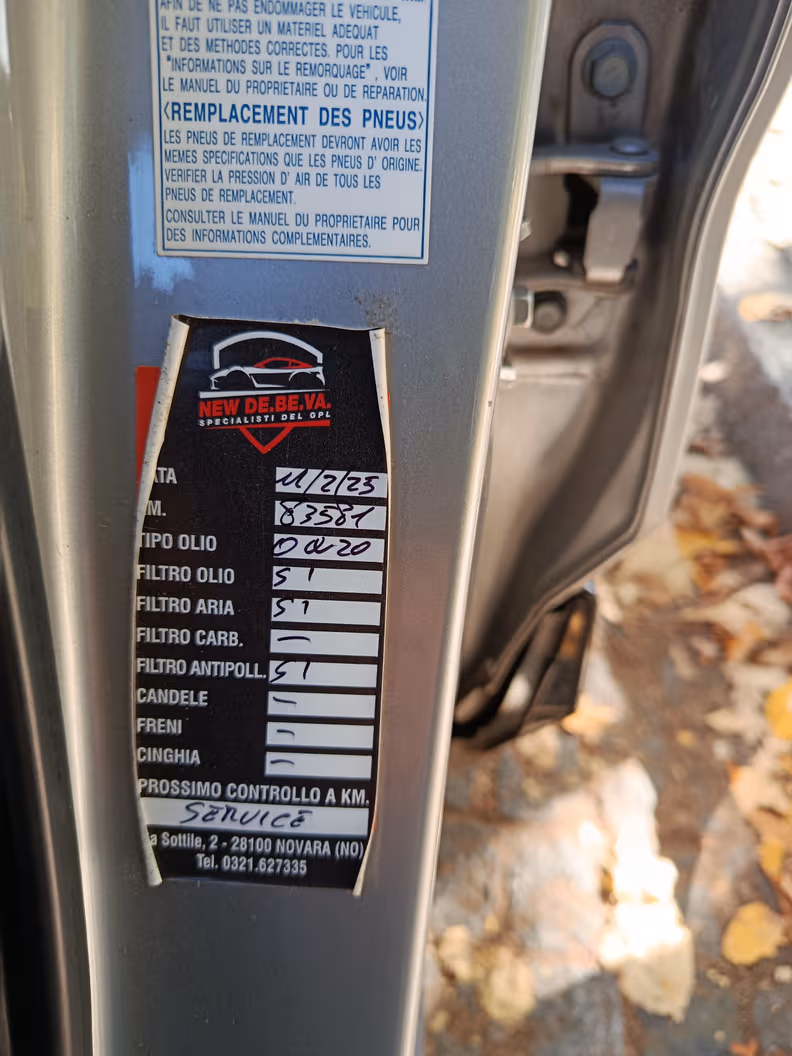 AFIN DE NE PAS ENDOMMAGER LE VEHICULE,
IL FAUT UTILISER UN MATERIEL ADEQUAT
ET DES METHODES CORRECTES. POUR LES
"INFORMATIONS SUR LE REMORQUAGE", VOIR
LE MANUEL DU PROPRIETAIRE OU DE REPARATION.
〈REMPLACEMENT DES PNEUS〉
LES PNEUS DE REMPLACEMENT DEVRONT AVOIR LES
MEMES SPECIFICATIONS QUE LES PNEUS D' ORIGINE.
VERIFIER LA PRESSION D' AIR DE TOUS LES
PNEUS DE REMPLACEMENT.
CONSULTER LE MANUEL DU PROPRIETAIRE POUR
DES INFORMATIONS COMPLEMENTAIRES.
NEW DE.BE.VA.
SPECIALISTI DEL GPL
ATA 11/2/25
M. 83581
TIPO OLIO 0W20
FILTRO OLIO SI
FILTRO ARIA SI
FILTRO CARB. -
FILTRO ANTIPOLL. SI
CANDELE -
FRENI -
CINGHIA -
PROSSIMO CONTROLLO A KM.
SERVICE
a Sottile, 2 - 28100 NOVARA (NO)
Tel. 0321.627335